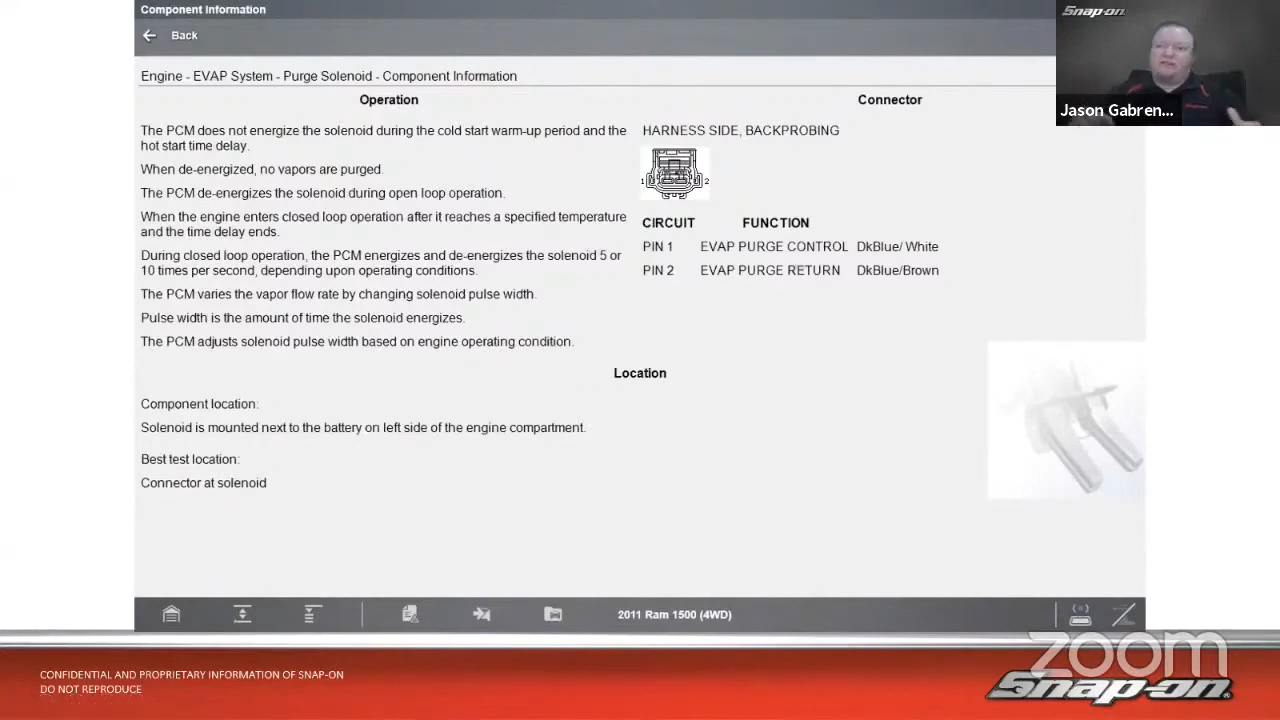 Component Information
Back
Engine - EVAP System - Purge Solenoid - Component Information
Operation
The PCM does not energize the solenoid during the cold start warm-up period and the
hot start time delay.
When de-energized, no vapors are purged.
The PCM de-energizes the solenoid during open loop operation.
When the engine enters closed loop operation after it reaches a specified temperature
and the time delay ends.
During closed loop operation, the PCM energizes and de-energizes the solenoid 5 or
10 times per second, depending upon operating conditions.
The PCM varies the vapor flow rate by changing solenoid pulse width.
Pulse width is the amount of time the solenoid energizes.
The PCM adjusts solenoid pulse width based on engine operating condition.
Connector
HARNESS SIDE, BACKPROBING
1 2
CIRCUIT FUNCTION
PIN 1 EVAP PURGE CONTROL DkBlue/ White
PIN 2 EVAP PURGE RETURN DkBlue/Brown
Location
Component location:
Solenoid is mounted next to the battery on left side of the engine compartment.
Best test location:
Connector at solenoid
2011 Ram 1500 (4WD)
Snap-on
Jason Gabren...
CONFIDENTIAL AND PROPRIETARY INFORMATION OF SNAP-ON
DO NOT REPRODUCE
zoom
Snap-on